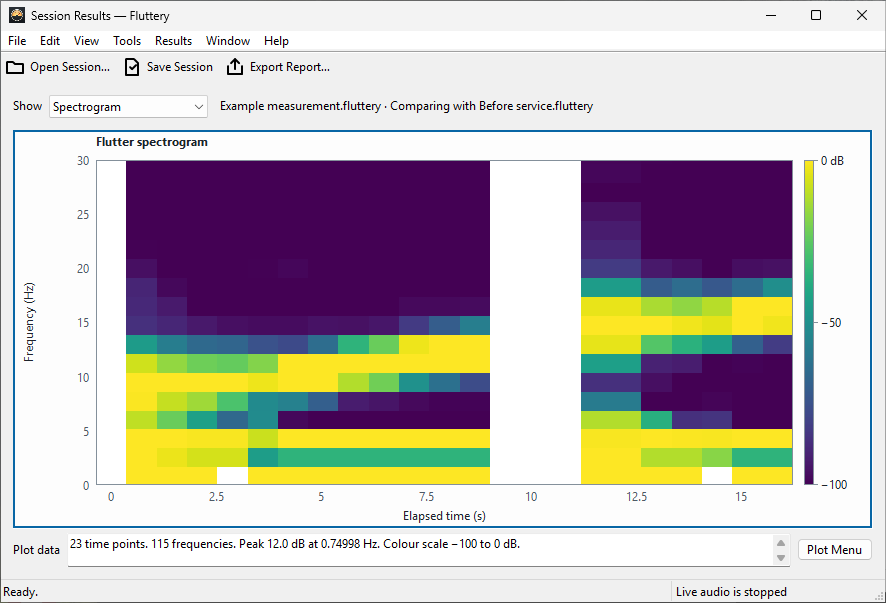 Session Results — Fluttery
File Edit View Tools Results Window Help
Open Session... Save Session Export Report...
Show Spectrogram Example measurement.fluttery · Comparing with Before service.fluttery
Flutter spectrogram
30
25
20
15
10
5
0
Frequency (Hz)
0 2.5 5 7.5 10 12.5 15
Elapsed time (s)
0 dB
−50
−100
Plot data 23 time points. 115 frequencies. Peak 12.0 dB at 0.74998 Hz. Colour scale −100 to 0 dB. Plot Menu
Ready. Live audio is stopped